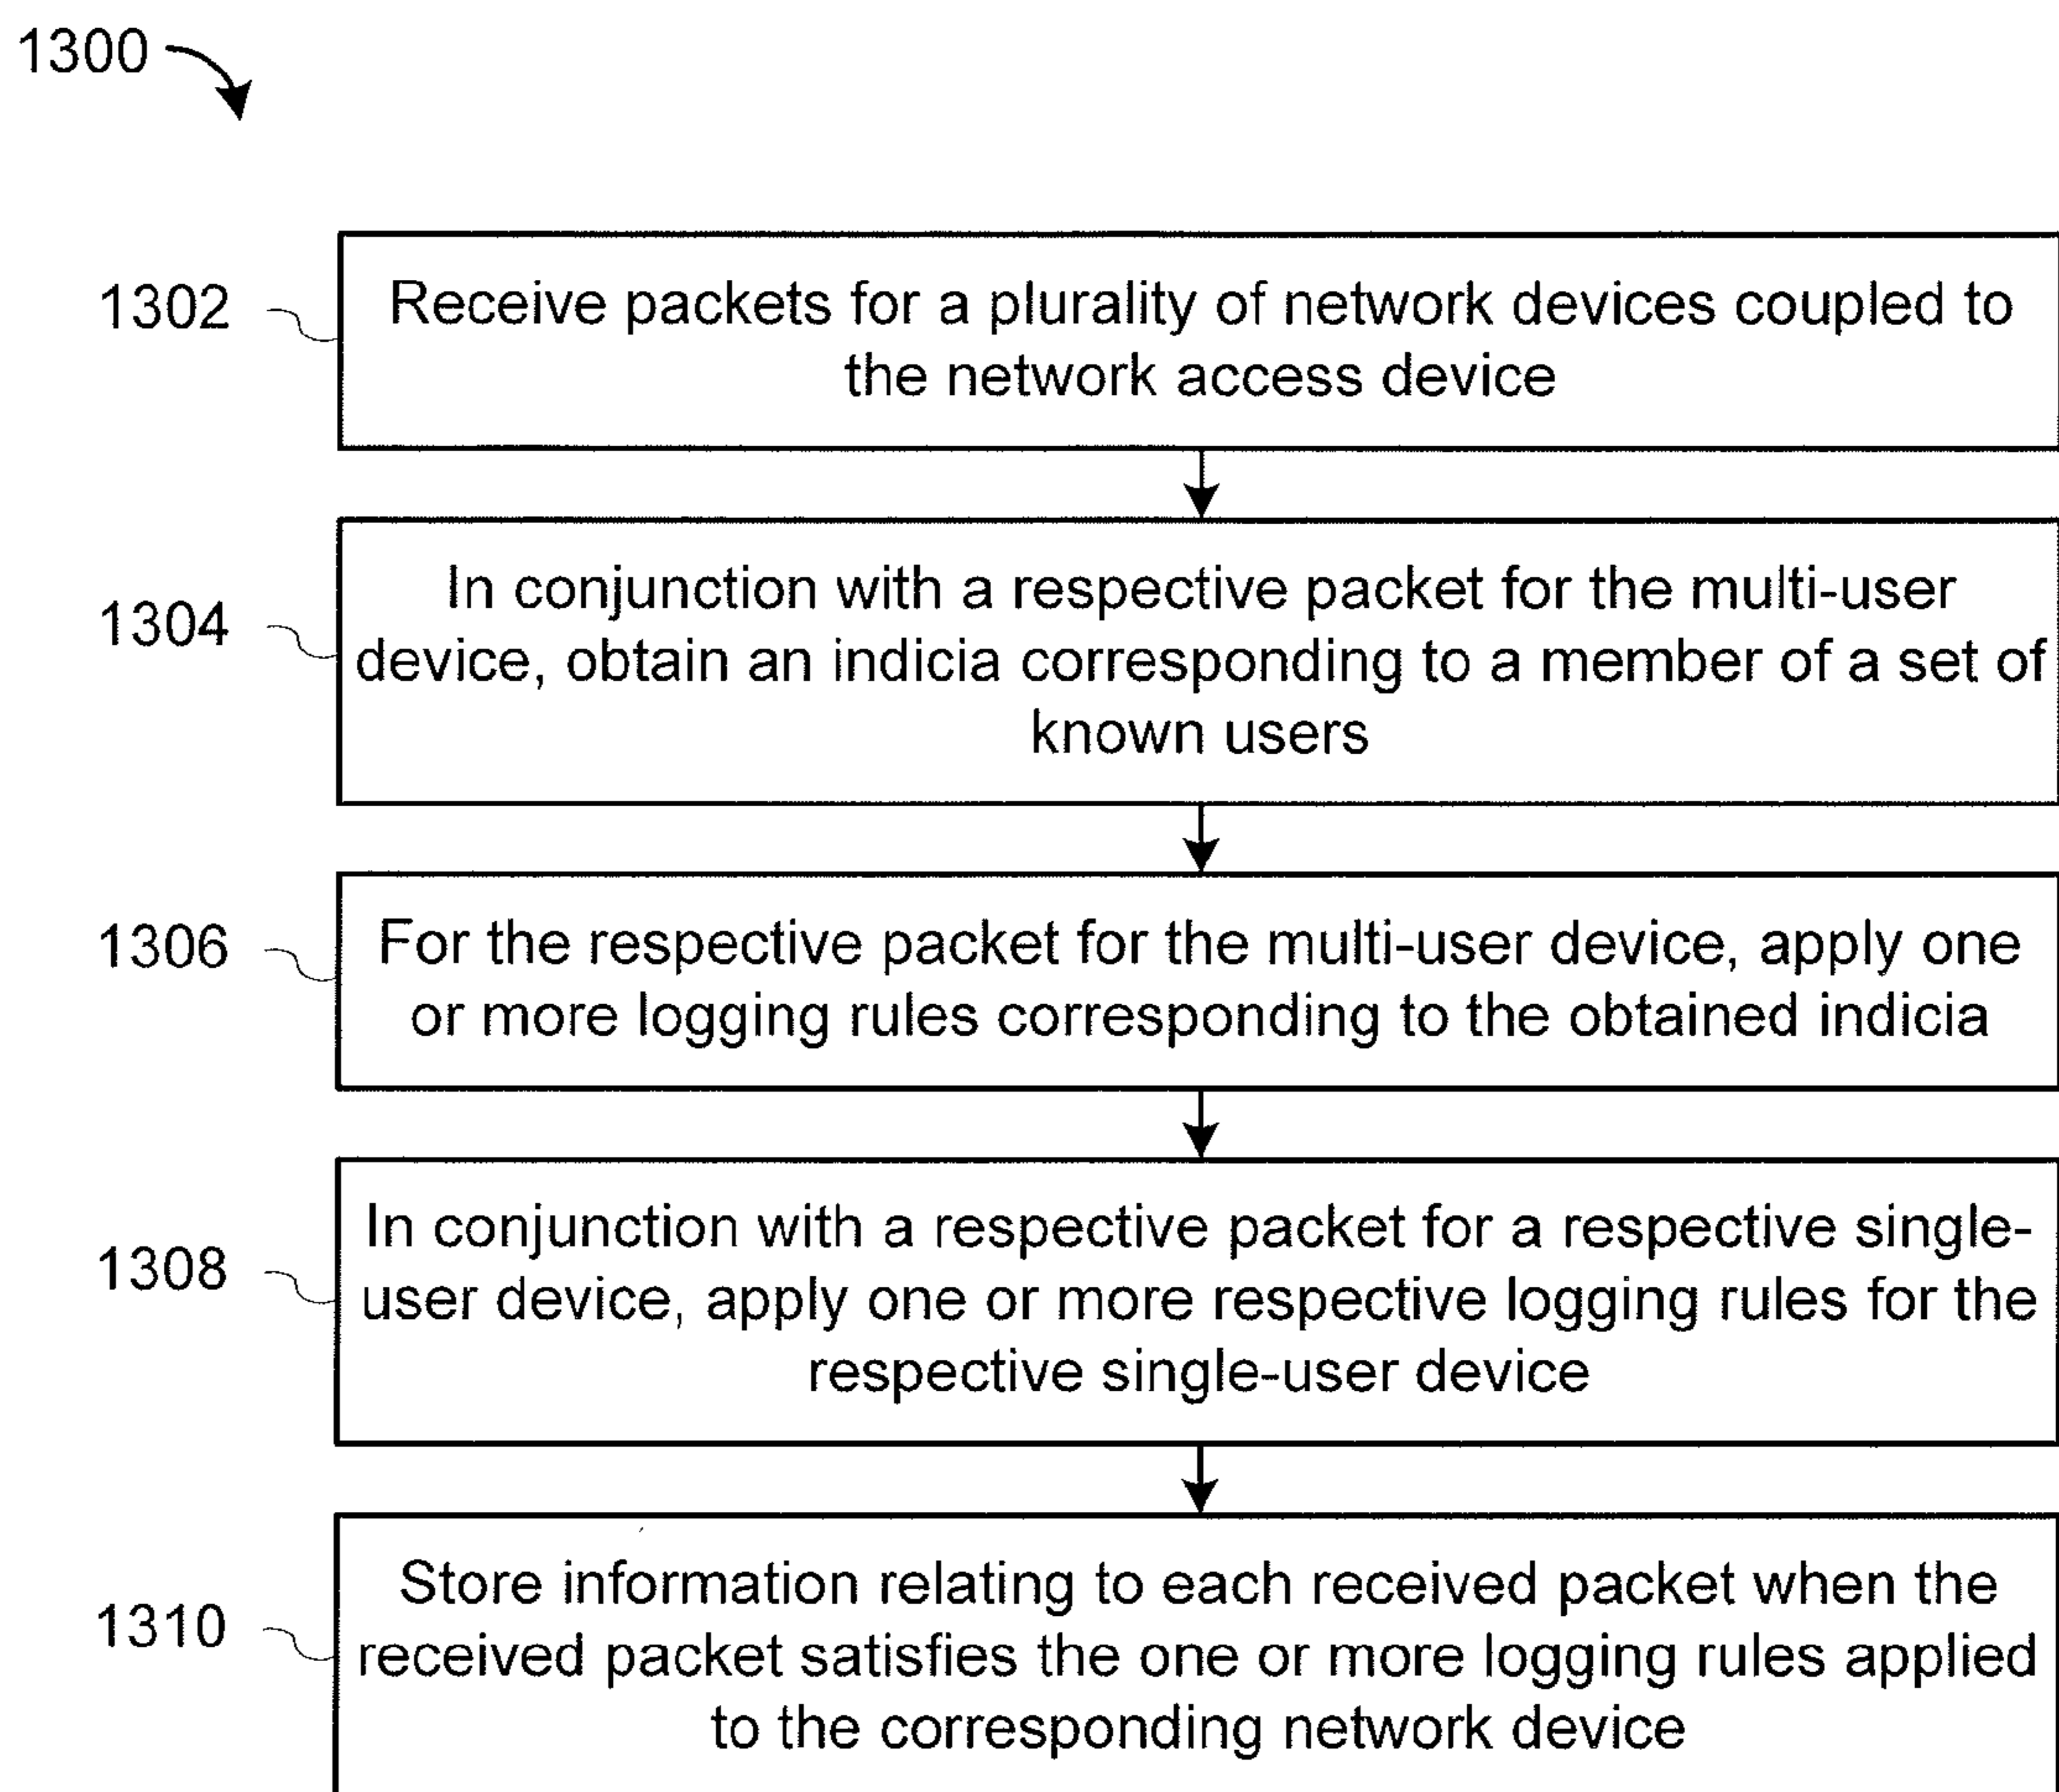 1300
1302
Receive packets for a plurality of network devices coupled to
the network access device
1304
In conjunction with a respective packet for the multi-user
device, obtain an indicia corresponding to a member of a set of
known users
1306
For the respective packet for the multi-user device, apply one
or more logging rules corresponding to the obtained indicia
1308
In conjunction with a respective packet for a respective single-
user device, apply one or more respective logging rules for the
respective single-user device
1310
Store information relating to each received packet when the
received packet satisfies the one or more logging rules applied
to the corresponding network device